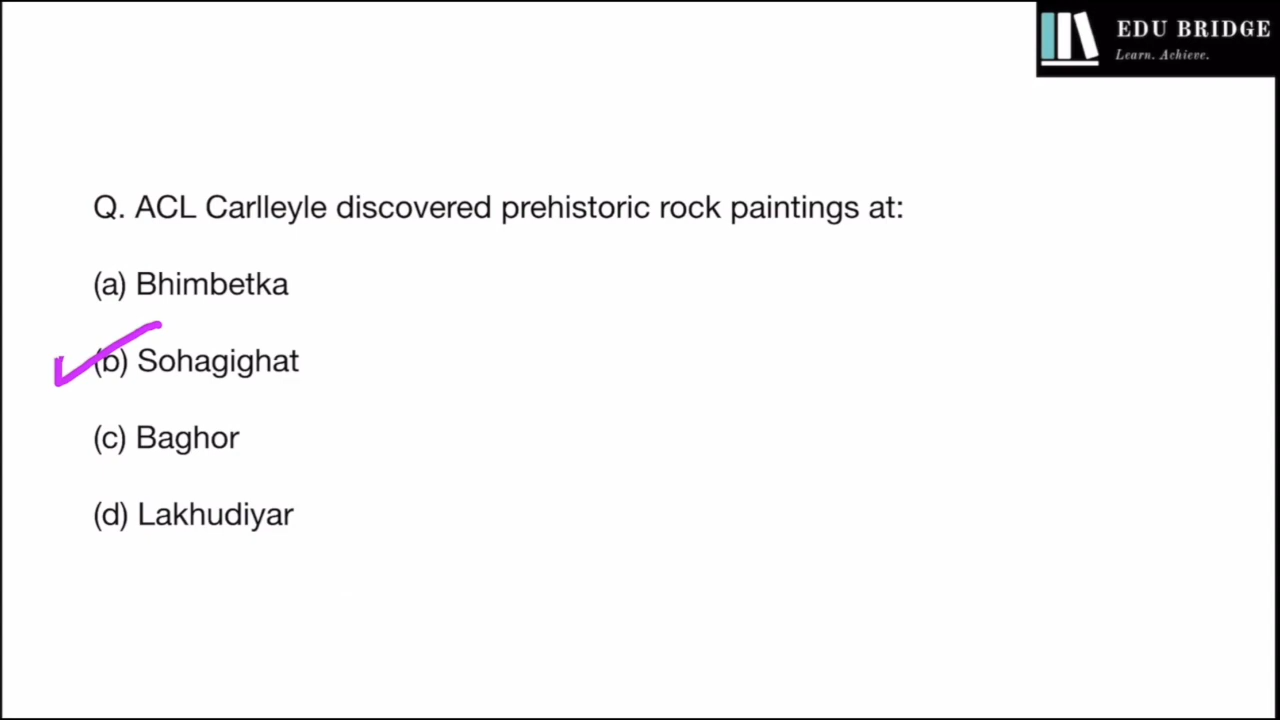 EDU BRIDGE
Learn. Achieve.
Q. ACL Carlleyle discovered prehistoric rock paintings at:
(a) Bhimbetka
(b) Sohagighat
(c) Baghor
(d) Lakhudiyar